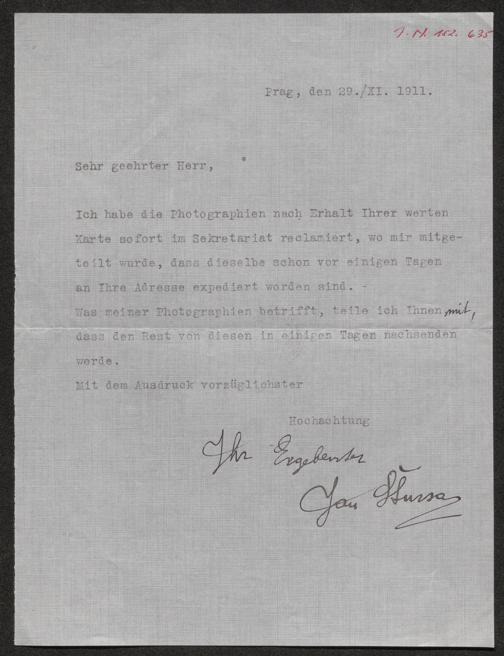 J.N. 162.635
Prag, den 29./XI. 1911.
Sehr geehrter Herr,
Ich habe die Photographien nach Erhalt Ihrer werten
Karte sofort im Sekretariat reclamiert, wo mir mitge-
teilt wurde, dass dieselbe schon vor einigen Tagen
an Ihre Adresse expediert worden sind. -
Was meiner Photographien betrifft, teile ich Ihnen mit,
dass den Rest von diesen in einigen Tagen nachsenden
werde.
Mit dem Ausdruck vorzüglichster
Hochachtung
Ihr Ergebenster
Jan Štursa